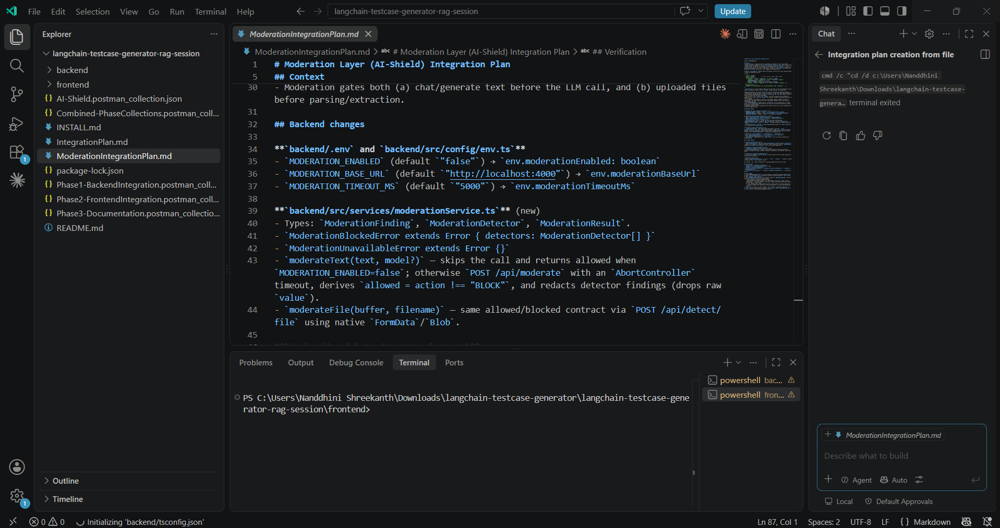 File Edit Selection View Go Run Terminal Help
langchain-testcase-generator-rag-session
Update
Explorer
langchain-testcase-generator-rag-session
backend
frontend
{} AI-Shield.postman_collection.json
{} Combined-PhaseCollections.postman_coll...
INSTALL.md
IntegrationPlan.md
ModerationIntegrationPlan.md
{} package-lock.json
{} Phase1-BackendIntegration.postman_coll...
{} Phase2-FrontendIntegration.postman_coll...
{} Phase3-Documentation.postman_collectio...
README.md
1
Outline
Timeline
1
ModerationIntegrationPlan.md
ModerationIntegrationPlan.md > abc # Moderation Layer (AI-Shield) Integration Plan > abc ## Verification
1 # Moderation Layer (AI-Shield) Integration Plan
5 ## Context
30 - Moderation gates both (a) chat/generate text before the LLM call, and (b) uploaded files
before parsing/extraction.
31
32 ## Backend changes
33
34 **`backend/.env` and `backend/src/config/env.ts`**
35 - `MODERATION_ENABLED` (default `"false"`) → `env.moderationEnabled: boolean`
36 - `MODERATION_BASE_URL` (default `"http://localhost:4000"`) → `env.moderationBaseUrl`
37 - `MODERATION_TIMEOUT_MS` (default `"5000"`) → `env.moderationTimeoutMs`
38
39 **`backend/src/services/moderationService.ts`** (new)
40 - Types: `ModerationFinding`, `ModerationDetector`, `ModerationResult`.
41 - `ModerationBlockedError extends Error { detectors: ModerationDetector[] }`
42 - `ModerationUnavailableError extends Error {}`
43 - `moderateText(text, model?)` — skips the call and returns allowed when
`MODERATION_ENABLED=false`; otherwise `POST /api/moderate` with an `AbortController`
timeout, derives `allowed = action !== "BLOCK"`, and redacts detector findings (drops raw
`value`).
44 - `moderateFile(buffer, filename)` — same allowed/blocked contract via `POST /api/detect/
file` using native `FormData`/`Blob`.
45
Problems Output Debug Console Terminal Ports
PS C:\Users\Nanddhini Shreekanth\Downloads\langchain-testcase-generator\langchain-testcase-gene
rator-rag-session\frontend>
powershell bac...
powershell fron...
Chat
Integration plan creation from file
cmd /c "cd /d c:\Users\Nanddhini
Shreekanth\Downloads\langchain-testcase-
genera… terminal exited
ModerationIntegrationPlan.md
Describe what to build
Agent Auto
Local Default Approvals
0 0 Initializing 'backend/tsconfig.json'
Ln 87, Col 1 Spaces: 2 UTF-8 LF {} Markdown